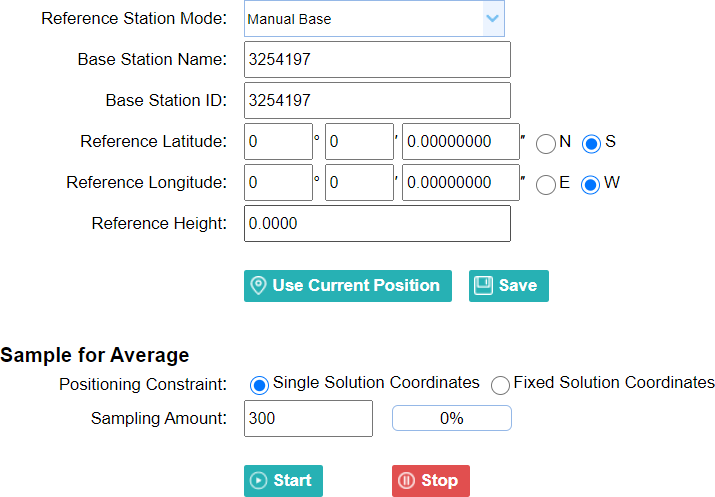 Reference Station Mode: Manual Base
Base Station Name: 3254197
Base Station ID: 3254197
Reference Latitude: 0 ° 0 ′ 0.00000000 ″ N S
Reference Longitude: 0 ° 0 ′ 0.00000000 ″ E W
Reference Height: 0.0000
Use Current Position Save
Sample for Average
Positioning Constraint: Single Solution Coordinates Fixed Solution Coordinates
Sampling Amount: 300 0%
Start Stop